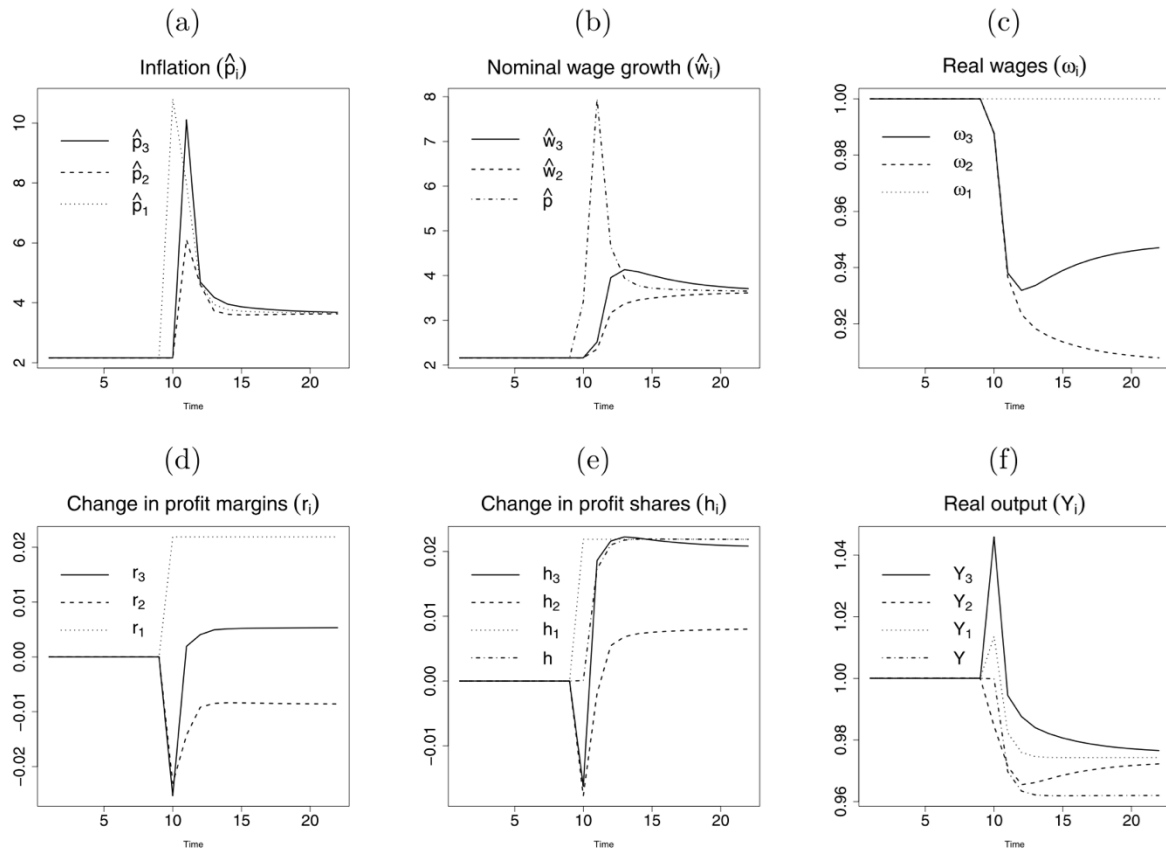 (a)
Inflation (p̂ᵢ)
10
8
6
4
2
p̂₃
p̂₂
p̂₁
5 10 15 20
Time
(b)
Nominal wage growth (ŵᵢ)
8
7
6
5
4
3
2
ŵ₃
ŵ₂
p̂
5 10 15 20
Time
(c)
Real wages (ωᵢ)
1.00
0.98
0.96
0.94
0.92
ω₃
ω₂
ω₁
5 10 15 20
Time
(d)
Change in profit margins (rᵢ)
0.02
0.01
0.00
-0.01
-0.02
r₃
r₂
r₁
5 10 15 20
Time
(e)
Change in profit shares (hᵢ)
0.02
0.01
0.00
-0.01
h₃
h₂
h₁
h
5 10 15 20
Time
(f)
Real output (Yᵢ)
1.04
1.02
1.00
0.98
0.96
Y₃
Y₂
Y₁
Y
5 10 15 20
Time